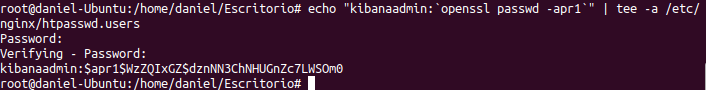 root@daniel-Ubuntu:/home/daniel/Escritorio# echo "kibanaadmin:`openssl passwd -apr1`" | tee -a /etc/
nginx/htpasswd.users
Password:
Verifying - Password:
kibanaadmin:$apr1$WzZQIxGZ$dznNN3ChNHUGnZc7LWSOm0
root@daniel-Ubuntu:/home/daniel/Escritorio#